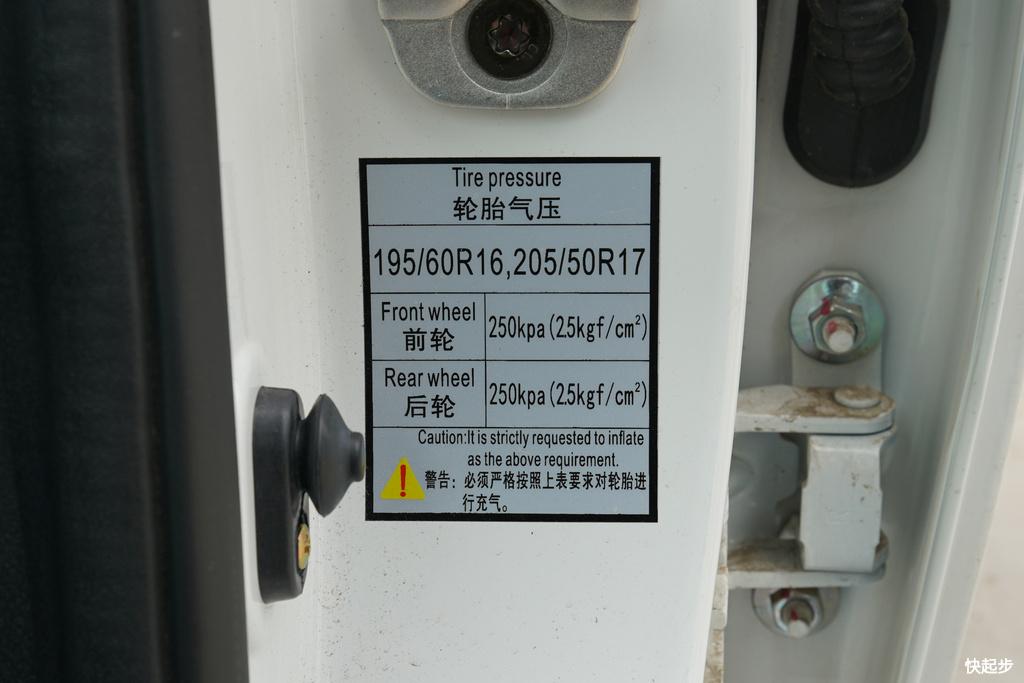 Tire pressure
轮胎气压
195/60R16,205/50R17
Front wheel
前轮
250kpa(2.5kgf/cm²)
Rear wheel
后轮
250kpa(2.5kgf/cm²)
Caution:It is strictly requested to inflate
as the above requirement.
警告：必须严格按照上表要求对轮胎进
行充气。
快起步